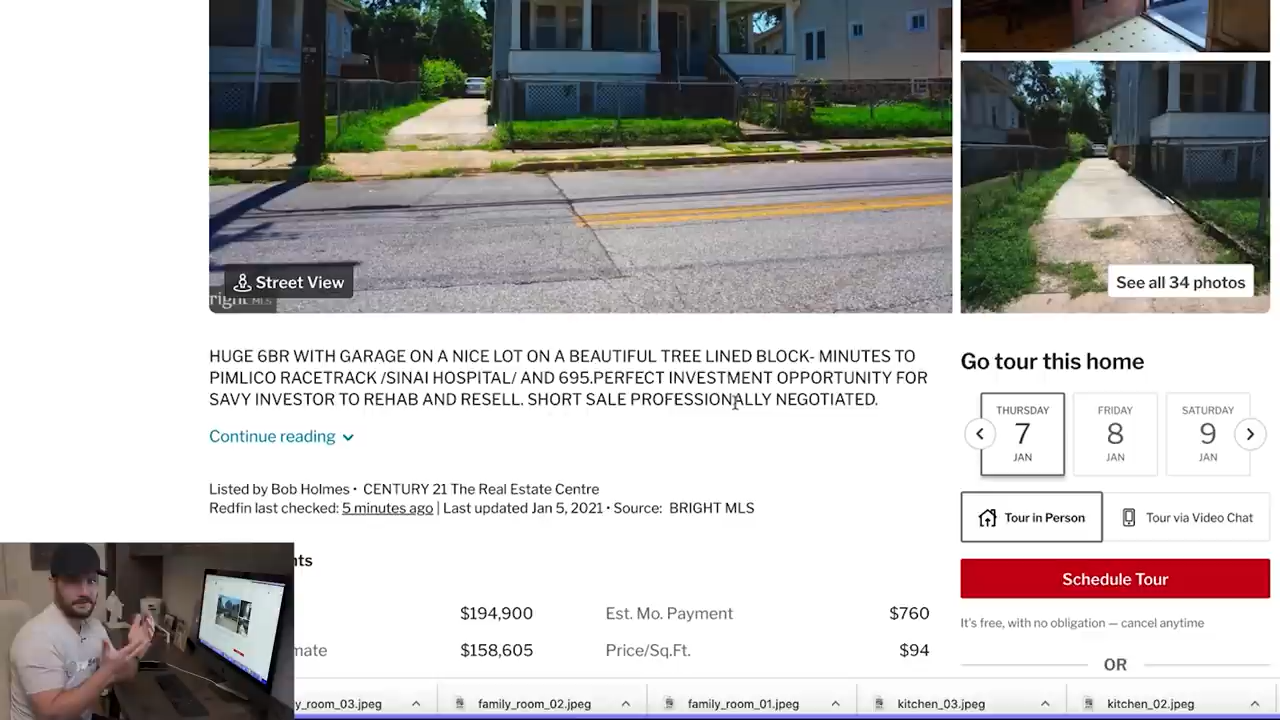 Street View
right MLS
See all 34 photos
HUGE 6BR WITH GARAGE ON A NICE LOT ON A BEAUTIFUL TREE LINED BLOCK- MINUTES TO
PIMLICO RACETRACK /SINAI HOSPITAL/ AND 695.PERFECT INVESTMENT OPPORTUNITY FOR
SAVY INVESTOR TO REHAB AND RESELL. SHORT SALE PROFESSIONALLY NEGOTIATED.
Continue reading
Listed by Bob Holmes • CENTURY 21 The Real Estate Centre
Redfin last checked: 5 minutes ago | Last updated Jan 5, 2021 • Source: BRIGHT MLS
nts
$194,900 Est. Mo. Payment $760
mate $158,605 Price/Sq.Ft. $94
Go tour this home
THURSDAY FRIDAY SATURDAY
7 8 9
JAN JAN JAN
Tour in Person Tour via Video Chat
Schedule Tour
It's free, with no obligation — cancel anytime
OR
y_room_03.jpeg family_room_02.jpeg family_room_01.jpeg kitchen_03.jpeg kitchen_02.jpeg